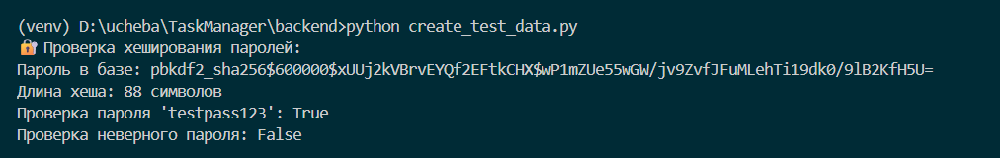 (venv) D:\ucheba\TaskManager\backend>python create_test_data.py
🔐 Проверка хеширования паролей:
Пароль в базе: pbkdf2_sha256$600000$xUUj2kVBrvEYQf2EFtkCHX$wP1mZUe55wGW/jv9ZvfJFuMLehTi19dk0/9lB2KfH5U=
Длина хеша: 88 символов
Проверка пароля 'testpass123': True
Проверка неверного пароля: False